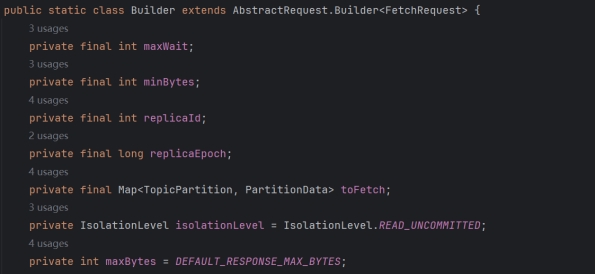 public static class Builder extends AbstractRequest.Builder<FetchRequest> {
3 usages
private final int maxWait;
3 usages
private final int minBytes;
4 usages
private final int replicaId;
2 usages
private final long replicaEpoch;
4 usages
private final Map<TopicPartition, PartitionData> toFetch;
3 usages
private IsolationLevel isolationLevel = IsolationLevel.READ_UNCOMMITTED;
4 usages
private int maxBytes = DEFAULT_RESPONSE_MAX_BYTES;